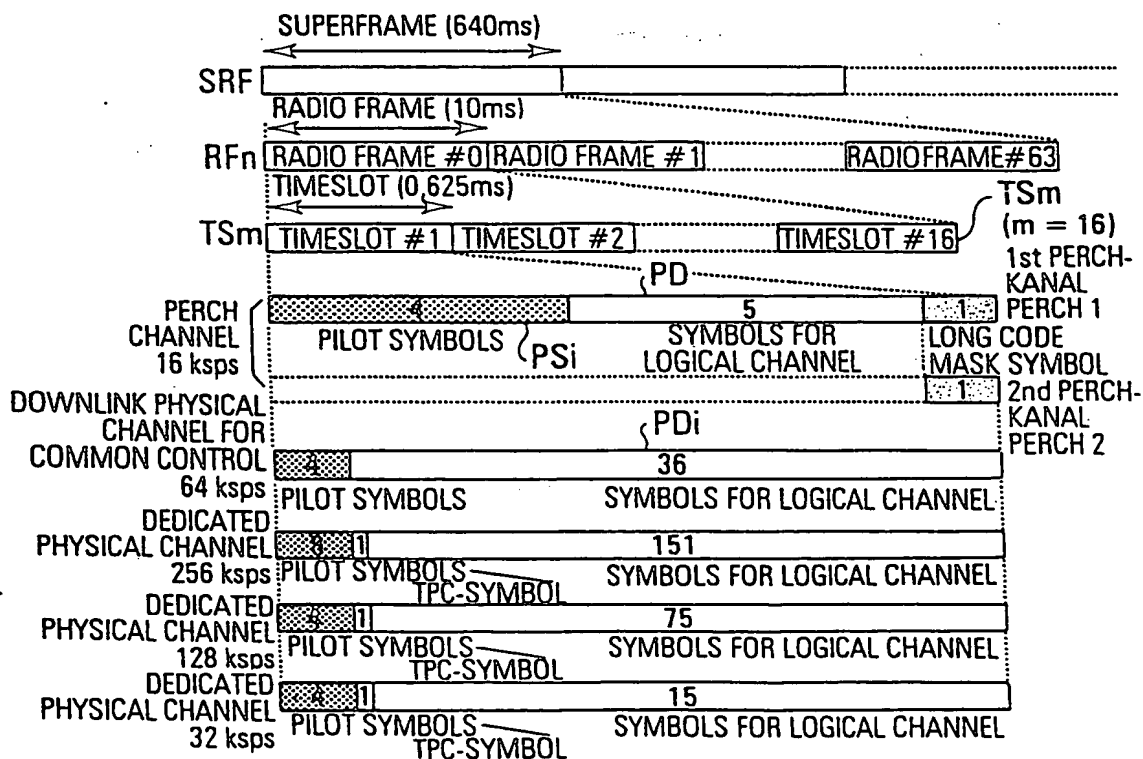 SUPERFRAME (640ms)
SRF
RADIO FRAME (10ms)
RFn RADIO FRAME #0 RADIO FRAME #1 RADIO FRAME #63
TIMESLOT (0,625ms)
TSm
(m = 16)
TSm TIMESLOT #1 TIMESLOT #2 TIMESLOT #16
1st PERCH-
KANAL
PERCH 1
PD
PERCH
CHANNEL
16 ksps
4 5 1
PILOT SYMBOLS
PSi
SYMBOLS FOR
LOGICAL CHANNEL
LONG CODE
MASK SYMBOL
1
2nd PERCH-
KANAL
PERCH 2
DOWNLINK PHYSICAL
CHANNEL FOR
COMMON CONTROL
64 ksps
PDi
4 36
PILOT SYMBOLS SYMBOLS FOR LOGICAL CHANNEL
DEDICATED
PHYSICAL CHANNEL
256 ksps
1 151
PILOT SYMBOLS SYMBOLS FOR LOGICAL CHANNEL
TPC-SYMBOL
DEDICATED
PHYSICAL CHANNEL
128 ksps
1 75
PILOT SYMBOLS SYMBOLS FOR LOGICAL CHANNEL
TPC-SYMBOL
DEDICATED
PHYSICAL CHANNEL
32 ksps
4 1 15
PILOT SYMBOLS SYMBOLS FOR LOGICAL CHANNEL
TPC-SYMBOL